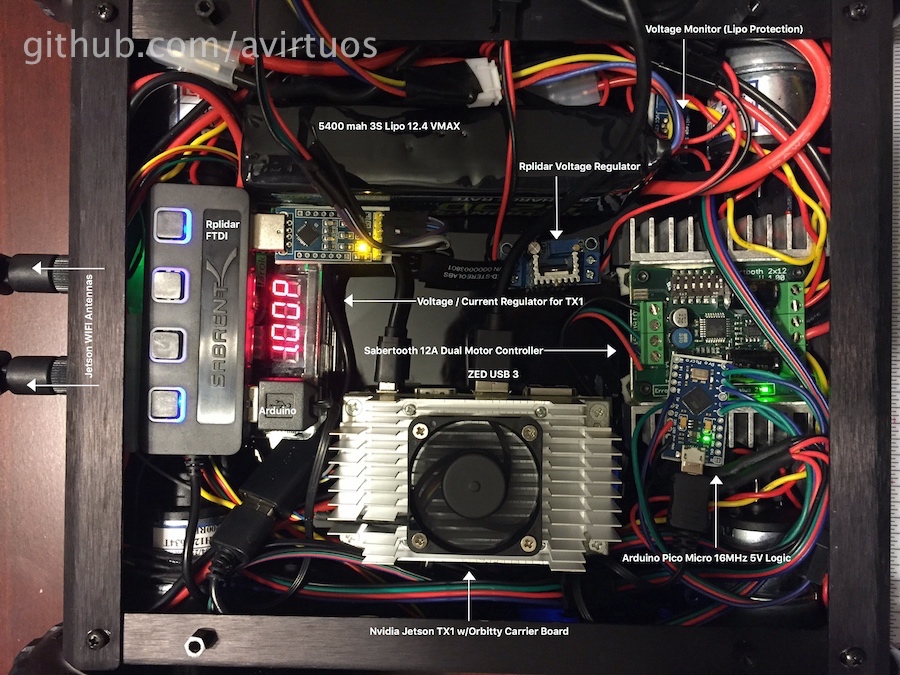 github.com/avirtuos
Voltage Monitor (Lipo Protection)
5400 mah 3S Lipo 12.4 VMAX
Rplidar Voltage Regulator
Rplidar
FTDI
SABRENT
Jetson WIFI Antennas
Voltage / Current Regulator for TX1
Sabertooth 12A Dual Motor Controller
ZED USB 3
Arduino
Arduino Pico Micro 16MHz 5V Logic
Nvidia Jetson TX1 w/Orbitty Carrier Board